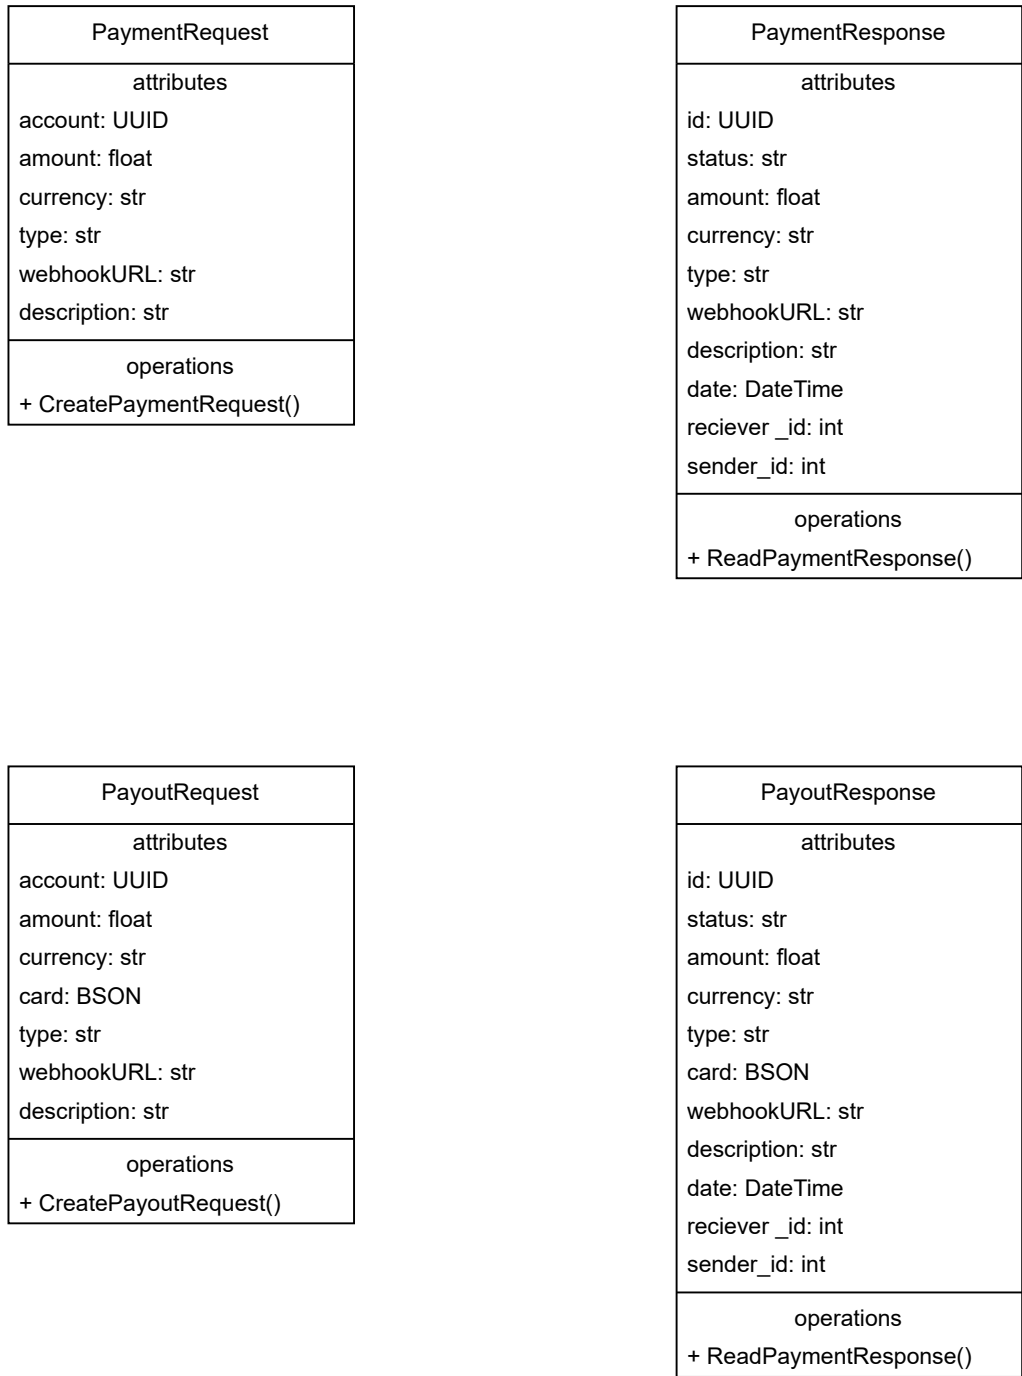 PaymentRequest
attributes
account: UUID
amount: float
currency: str
type: str
webhookURL: str
description: str
operations
+ CreatePaymentRequest()
PaymentResponse
attributes
id: UUID
status: str
amount: float
currency: str
type: str
webhookURL: str
description: str
date: DateTime
reciever _id: int
sender_id: int
operations
+ ReadPaymentResponse()
PayoutRequest
attributes
account: UUID
amount: float
currency: str
card: BSON
type: str
webhookURL: str
description: str
operations
+ CreatePayoutRequest()
PayoutResponse
attributes
id: UUID
status: str
amount: float
currency: str
type: str
card: BSON
webhookURL: str
description: str
date: DateTime
reciever _id: int
sender_id: int
operations
+ ReadPaymentResponse()